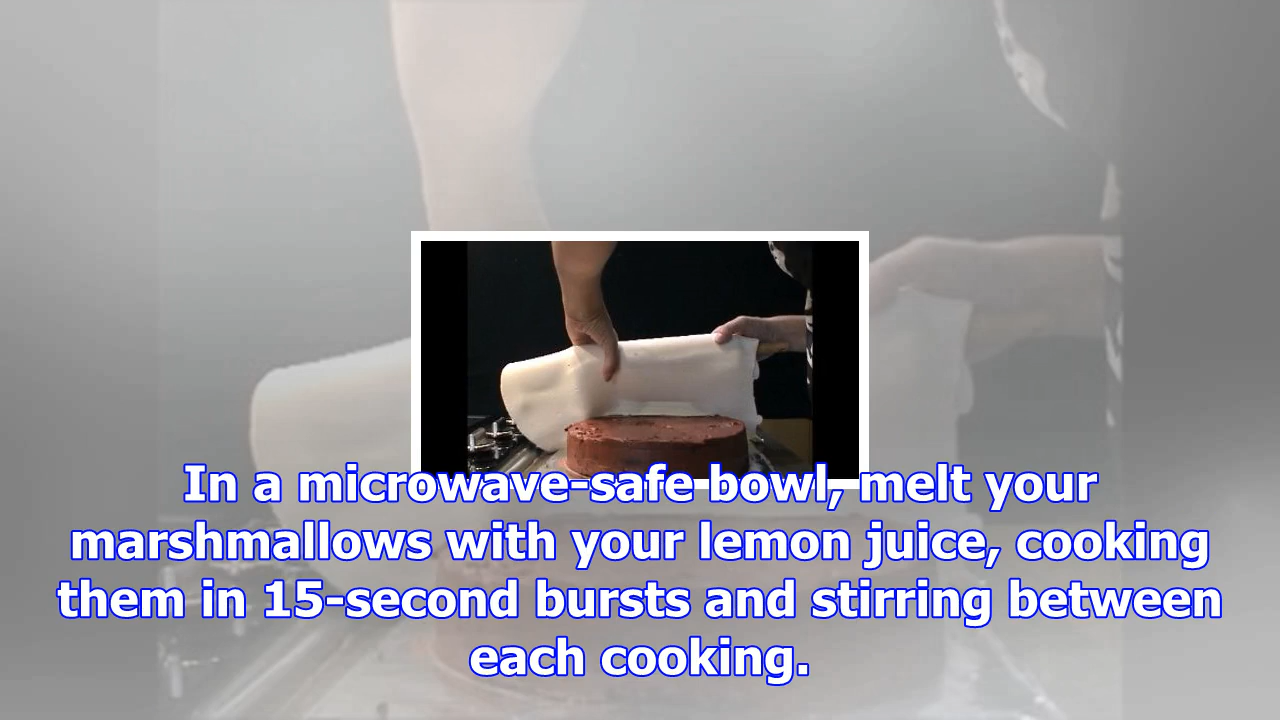 In a microwave-safe bowl, melt your
marshmallows with your lemon juice, cooking
them in 15-second bursts and stirring between
each cooking.